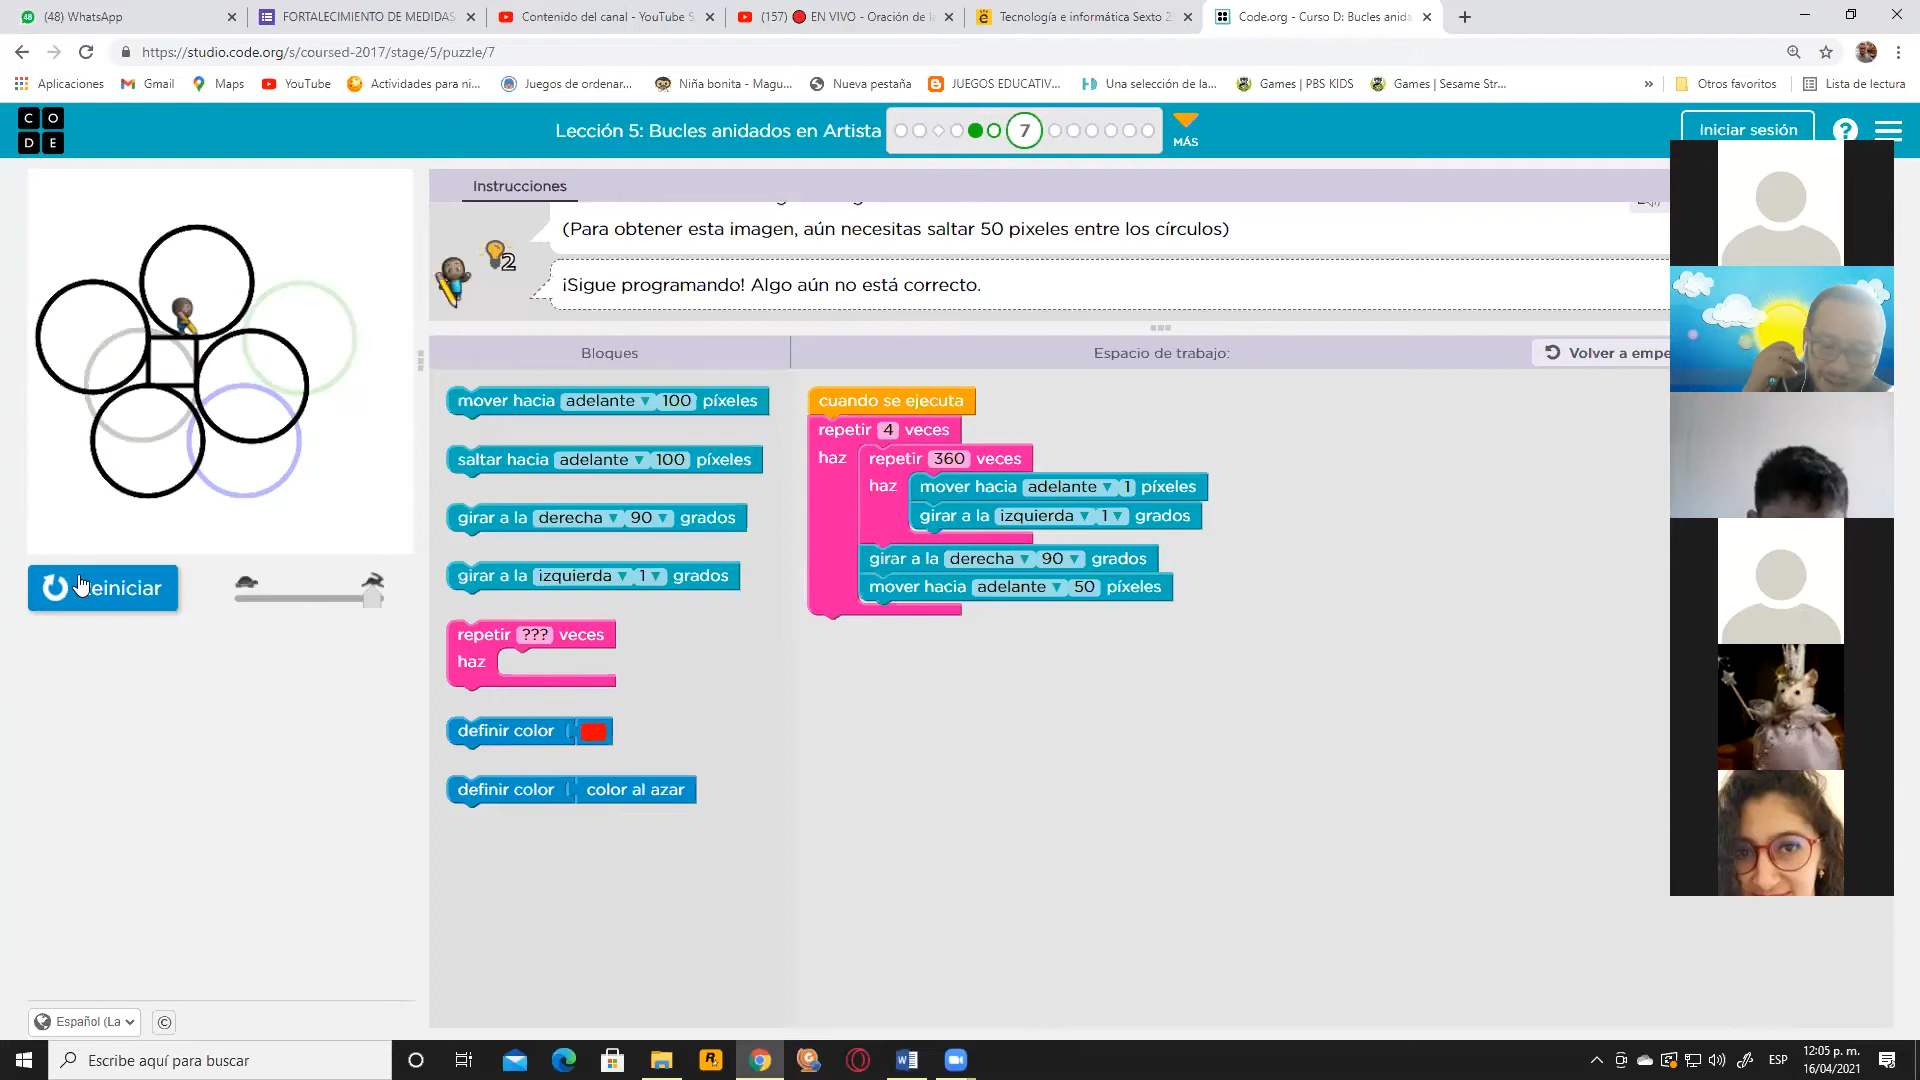 (48) WhatsApp
FORTALECIMIENTO DE MEDIDAS
Contenido del canal - YouTube S
(157) 🔴 EN VIVO - Oración de la
Tecnología e informática Sexto 2
Code.org - Curso D: Bucles anida
https://studio.code.org/s/coursed-2017/stage/5/puzzle/7
Aplicaciones
Gmail
Maps
YouTube
Actividades para ni...
Juegos de ordenar...
Niña bonita - Magu...
Nueva pestaña
JUEGOS EDUCATIV...
Una selección de la...
Games | PBS KIDS
Games | Sesame Str...
»
Otros favoritos
Lista de lectura
C O
D E
Lección 5: Bucles anidados en Artista
7
MÁS
Iniciar sesión
?
Instrucciones
(Para obtener esta imagen, aún necesitas saltar 50 pixeles entre los círculos)
2
¡Sigue programando! Algo aún no está correcto.
Bloques
Espacio de trabajo:
Volver a empe
mover hacia adelante 100 píxeles
saltar hacia adelante 100 píxeles
girar a la derecha 90 grados
girar a la izquierda 1 grados
repetir ??? veces
haz
definir color
definir color color al azar
cuando se ejecuta
repetir 4 veces
haz
repetir 360 veces
haz
mover hacia adelante 1 píxeles
girar a la izquierda 1 grados
girar a la derecha 90 grados
mover hacia adelante 50 píxeles
einiciar
Español (La
©
Escribe aquí para buscar
ESP
12:05 p. m.
16/04/2021